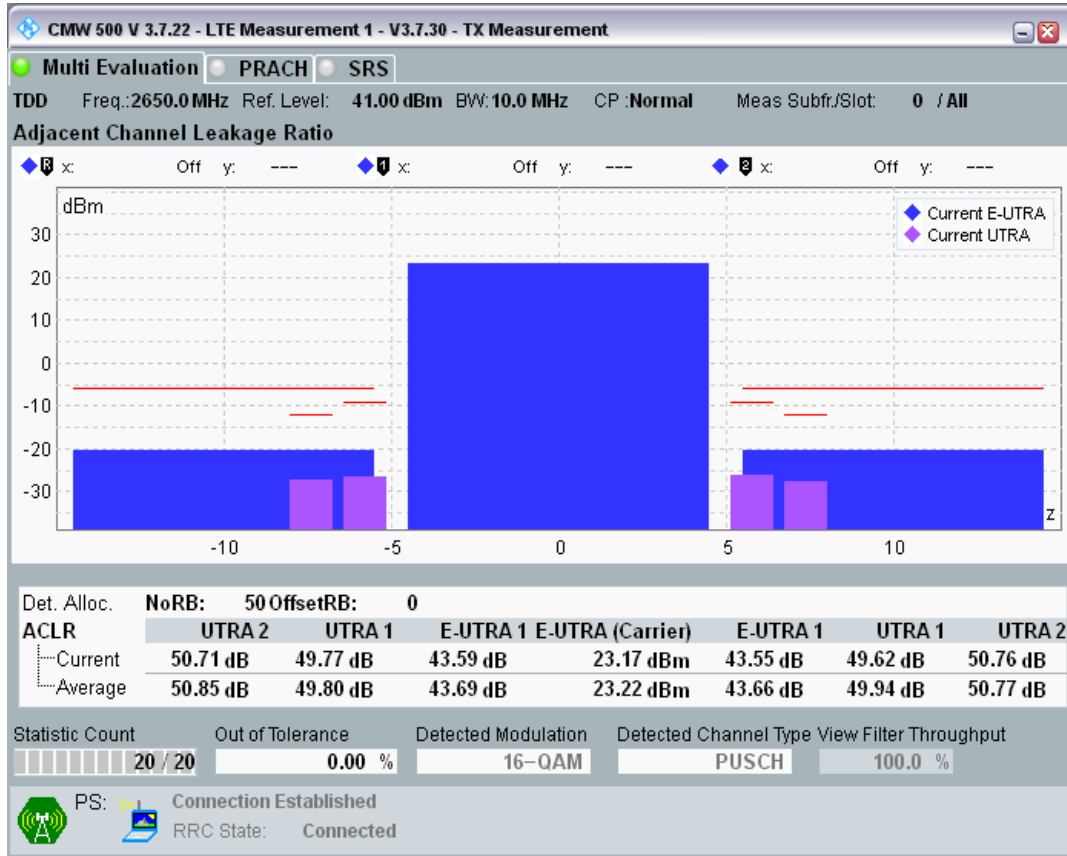 CMW 500 V 3.7.22 - LTE Measurement 1 - V3.7.30 - TX Measurement
Multi Evaluation PRACH SRS
TDD Freq.:2650.0 MHz Ref. Level: 41.00 dBm BW:10.0 MHz CP :Normal Meas Subfr./Slot: 0 / All
Adjacent Channel Leakage Ratio
R x: Off y: --- 1 x: Off y: --- 2 x: Off y: ---
dBm
Current E-UTRA
Current UTRA
30
20
10
0
-10
-20
-30
z
-10 -5 0 5 10
Det. Alloc. NoRB: 50 OffsetRB: 0
ACLR UTRA 2 UTRA 1 E-UTRA 1 E-UTRA (Carrier) E-UTRA 1 UTRA 1 UTRA 2
Current 50.71 dB 49.77 dB 43.59 dB 23.17 dBm 43.55 dB 49.62 dB 50.76 dB
Average 50.85 dB 49.80 dB 43.69 dB 23.22 dBm 43.66 dB 49.94 dB 50.77 dB
Statistic Count Out of Tolerance Detected Modulation Detected Channel Type View Filter Throughput
20 / 20 0.00 % 16-QAM PUSCH 100.0 %
PS: Connection Established
RRC State: Connected